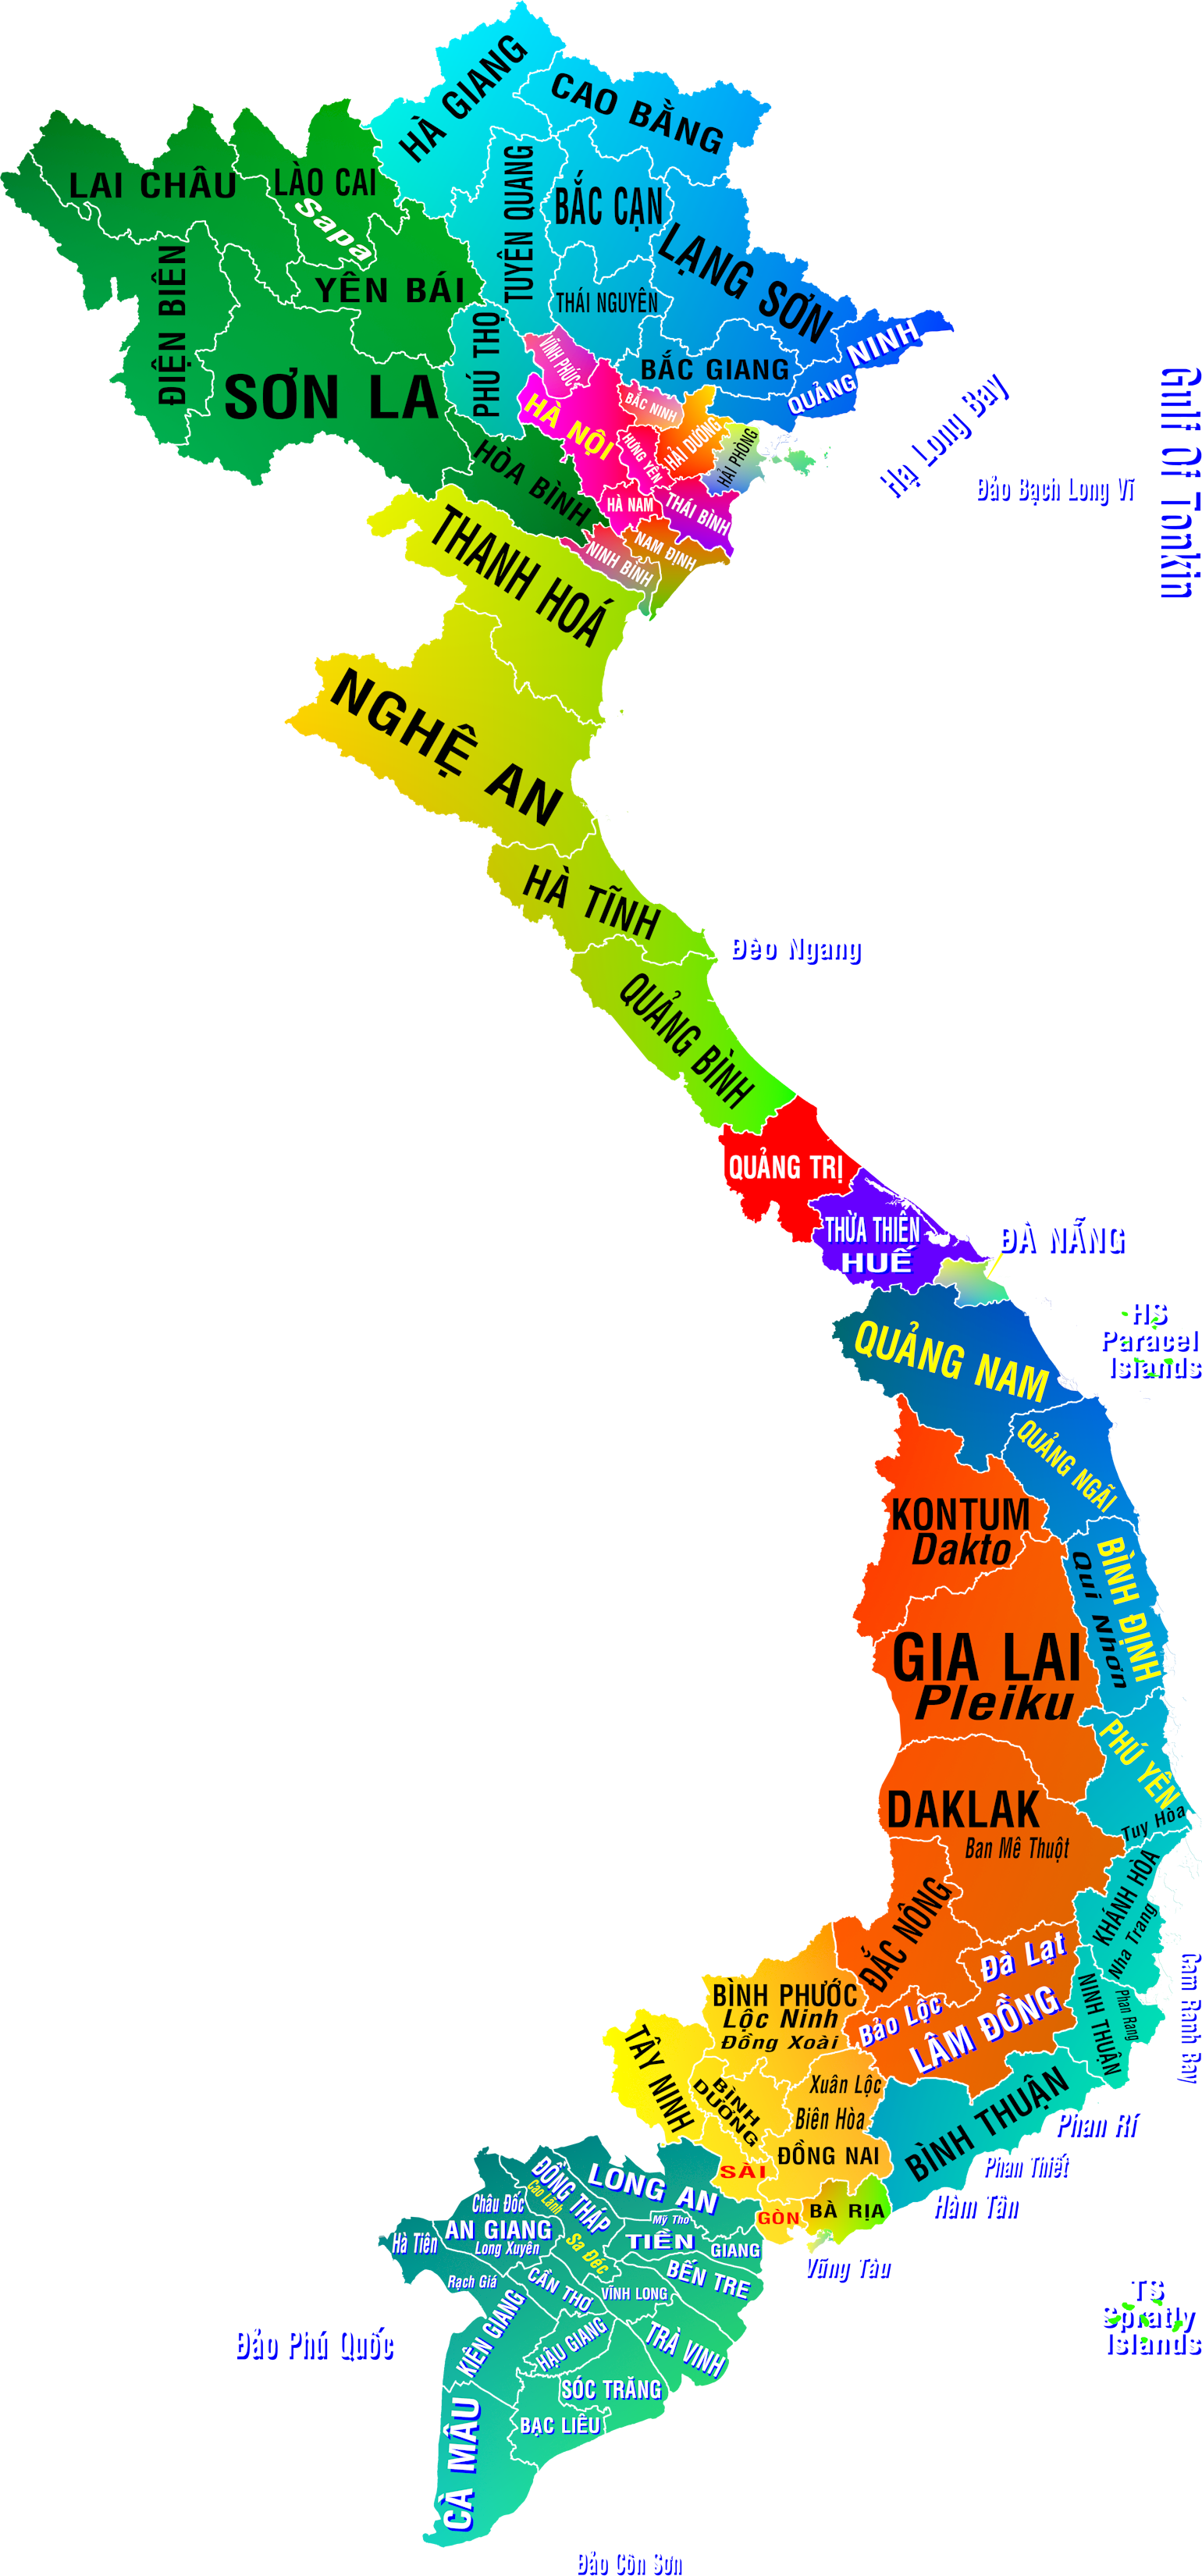 HÀ GIANG
CAO BẰNG
LAI CHÂU
LÀO CAI
Sapa
TUYÊN QUANG
BẮC CẠN
LẠNG SƠN
ĐIỆN BIÊN
YÊN BÁI
THÁI NGUYÊN
PHÚ THỌ
VĨNH PHÚC
BẮC GIANG
QUẢNG NINH
SƠN LA
HÀ NỘI
BẮC NINH
HẢI DƯƠNG
HƯNG YÊN
HẢI PHÒNG
Hạ Long Bay
Đảo Bạch Long Vĩ
Gulf Of Tonkin
HÒA BÌNH
HÀ NAM
THÁI BÌNH
NAM ĐỊNH
NINH BÌNH
THANH HOÁ
NGHỆ AN
HÀ TĨNH
Đèo Ngang
QUẢNG BÌNH
QUẢNG TRỊ
THỪA THIÊN
HUẾ
ĐÀ NẴNG
HS
Paracel
Islands
QUẢNG NAM
QUẢNG NGÃI
KONTUM
Dakto
BÌNH ĐỊNH
Qui Nhơn
GIA LAI
Pleiku
PHÚ YÊN
Tuy Hòa
DAKLAK
Ban Mê Thuột
KHÁNH HÒA
Nha Trang
ĐẮC NÔNG
Đà Lạt
Cam Ranh Bay
BÌNH PHƯỚC
Lộc Ninh
Đồng Xoài
Bảo Lộc
LÂM ĐỒNG
NINH THUẬN
Phan Rang
TÂY NINH
BÌNH
DƯƠNG
Xuân Lộc
Biên Hòa
ĐỒNG NAI
BÌNH THUẬN
Phan Rí
Phan Thiết
Hàm Tân
SÀI
GÒN
BÀ RỊA
Vũng Tàu
LONG AN
ĐỒNG THÁP
Cao Lãnh
Châu Đốc
AN GIANG
Long Xuyên
Hà Tiên
Mỹ Tho
TIỀN
GIANG
Sa Đéc
BẾN TRE
Rạch Giá
CẦN THƠ
VĨNH LONG
KIÊN GIANG
HẬU GIANG
TRÀ VINH
Đảo Phú Quốc
TS
Spratly
Islands
SÓC TRĂNG
BẠC LIÊU
CÀ MÂU
Đảo Côn Sơn